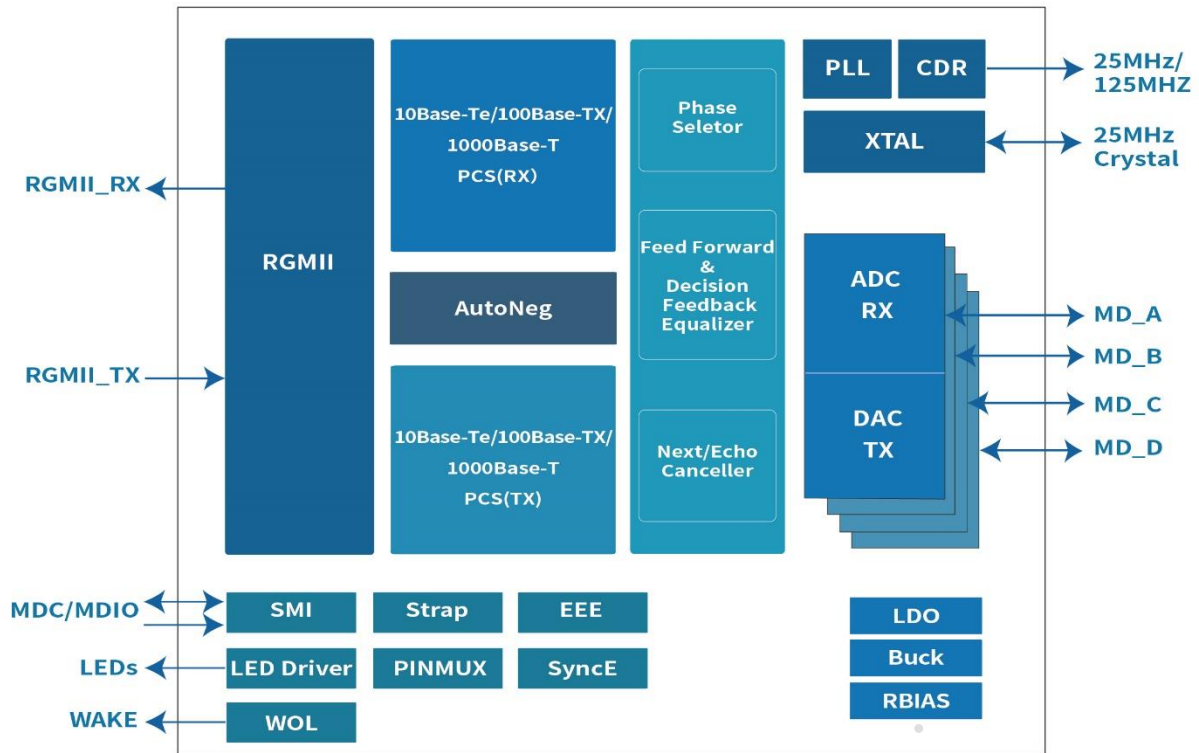 RGMII_RX
RGMII_TX
RGMII
10Base-Te/100Base-TX/
1000Base-T
PCS(RX)
AutoNeg
10Base-Te/100Base-TX/
1000Base-T
PCS(TX)
Phase
Seletor
Feed Forward
&
Decision
Feedback
Equalizer
Next/Echo
Canceller
PLL
CDR
25MHz/
125MHZ
XTAL
25MHz
Crystal
ADC
RX
DAC
TX
MD_A
MD_B
MD_C
MD_D
MDC/MDIO
SMI
Strap
EEE
LEDs
LED Driver
PINMUX
SyncE
WAKE
WOL
LDO
Buck
RBIAS